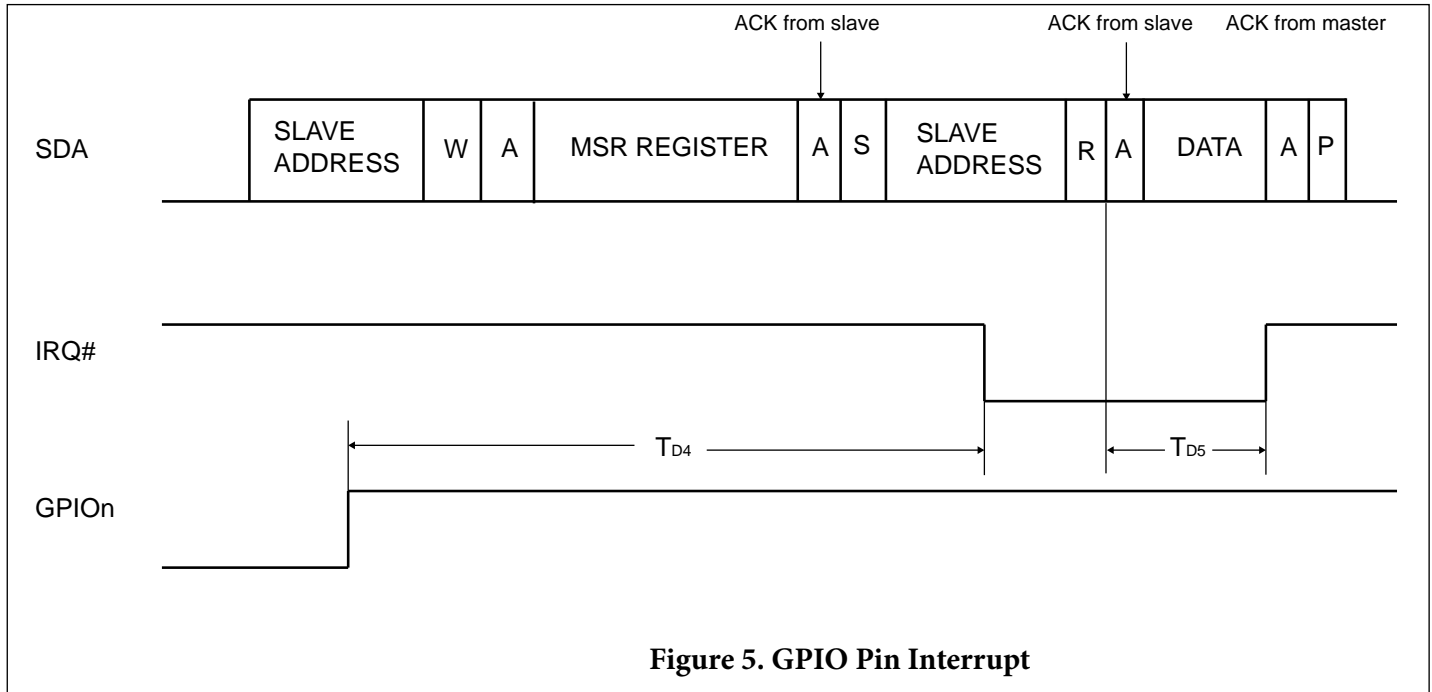 ACK from slave ACK from slave ACK from master
SDA SLAVE ADDRESS W A MSR REGISTER A S SLAVE ADDRESS R A DATA A P
IRQ#
TD4 TD5
GPIOn
Figure 5. GPIO Pin Interrupt